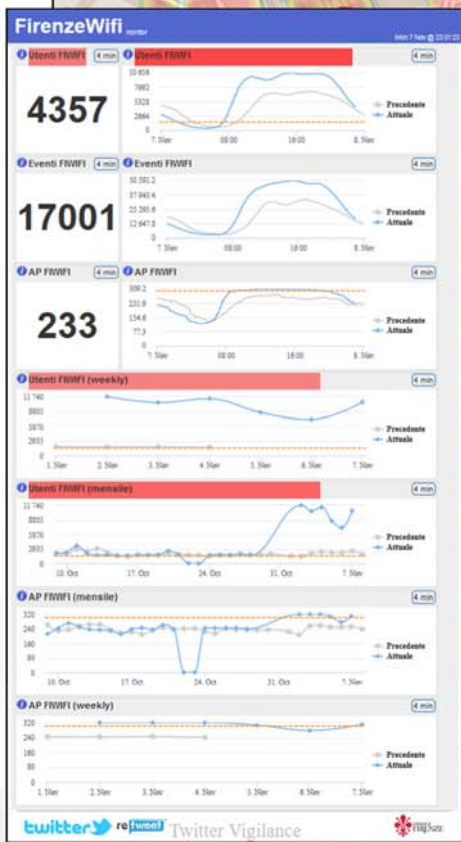 FirenzeWifi monitor
Mon 7 Nov @ 23:01:23
Utenti FIWIFI 4 min
4357
Utenti FIWIFI 4 min
10 656
7992
5328
2664
0
7. Nov 08:00 16:00 8. Nov
Precedente
Attuale
Eventi FIWIFI 4 min
17001
Eventi FIWIFI 4 min
0
7. Nov 08:00 16:00 8. Nov
Precedente
Attuale
AP FIWIFI 4 min
233
AP FIWIFI 4 min
309.2
231.9
154.6
77.3
0
7. Nov 08:00 16:00 8. Nov
Precedente
Attuale
Utenti FIWIFI (weekly) 4 min
11 740
8805
5870
2935
0
1. Nov 2. Nov 3. Nov 4. Nov 5. Nov 6. Nov 7. Nov
Precedente
Attuale
Utenti FIWIFI (mensile) 4 min
11 740
8805
5870
2935
0
10. Oct 17. Oct 24. Oct 31. Oct 7. Nov
Precedente
Attuale
AP FIWIFI (mensile) 4 min
320
240
160
80
0
10. Oct 17. Oct 24. Oct 31. Oct 7. Nov
Precedente
Attuale
AP FIWIFI (weekly) 4 min
320
240
160
80
0
1. Nov 2. Nov 3. Nov 4. Nov 5. Nov 6. Nov 7. Nov
Precedente
Attuale
twitter retweet Twitter Vigilance
FIRENZE